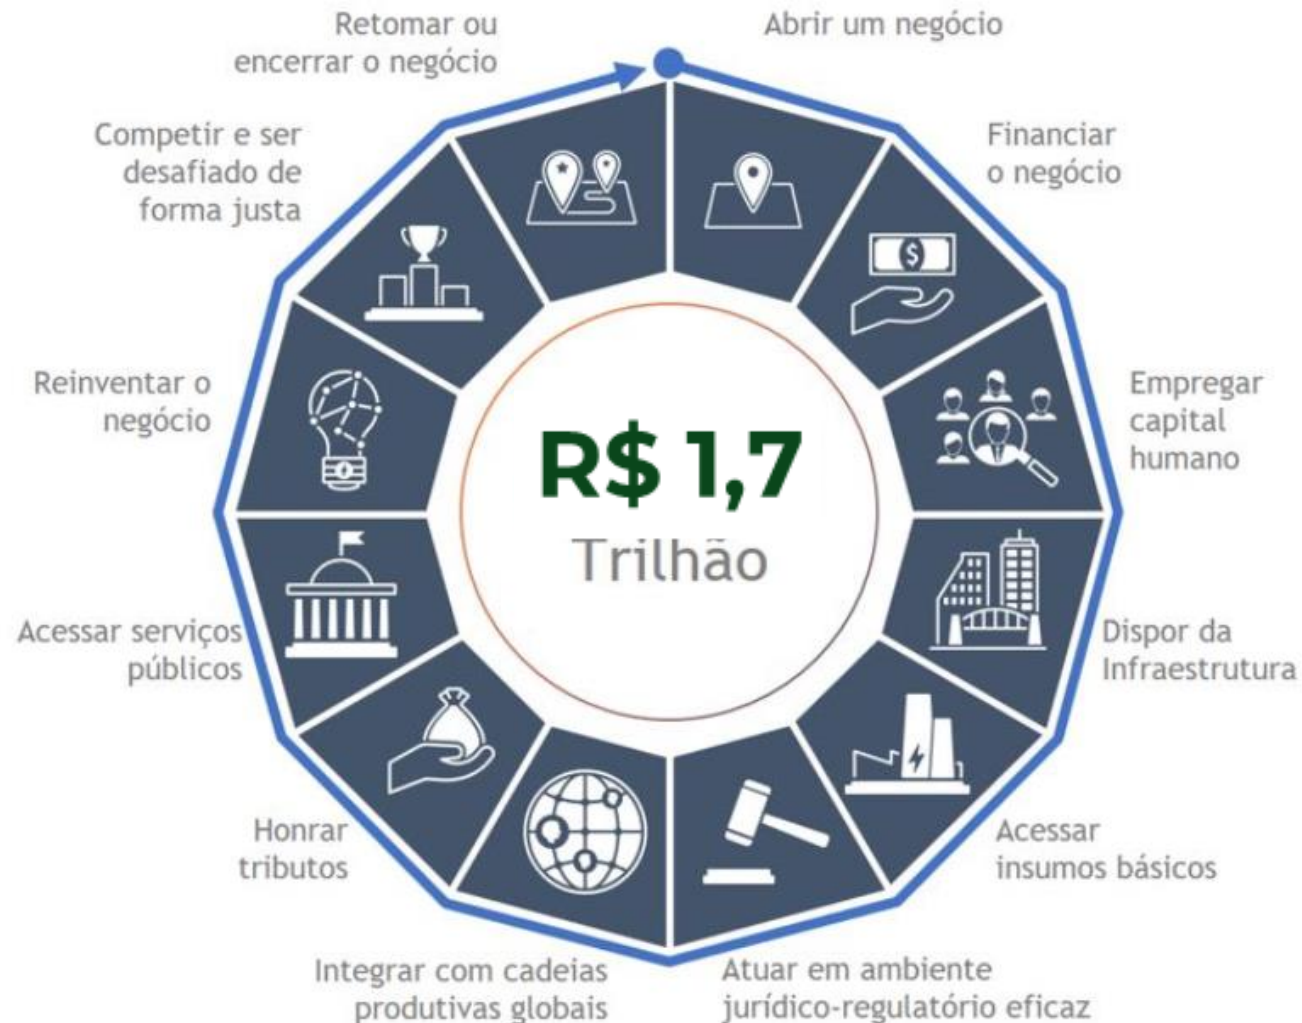 Abrir um negócio
Financiar
o negócio
Empregar
capital
humano
Dispor da
Infraestrutura
Acessar
insumos básicos
Atuar em ambiente
jurídico-regulatório eficaz
Integrar com cadeias
produtivas globais
Honrar
tributos
Acessar serviços
públicos
Reinventar o
negócio
Competir e ser
desafiado de
forma justa
Retomar ou
encerrar o negócio
$
R$ 1,7
Trilhão